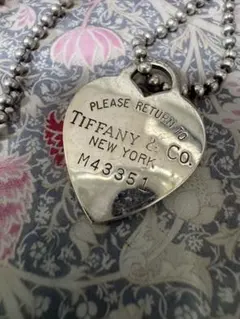 PLEASE RETURN TO
TIFFANY & CO.
NEW YORK
M43351